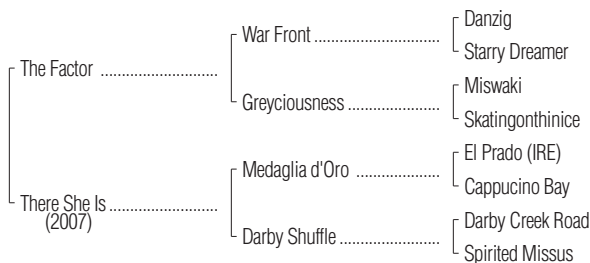 Danzig
War Front ..............................
Starry Dreamer
The Factor ............................
Miswaki
Greyciousness ......................
Skatingonthinice
El Prado (IRE)
Medaglia d'Oro ....................
Cappucino Bay
There She Is ..........................
(2007)
Darby Creek Road
Darby Shuffle ........................
Spirited Missus